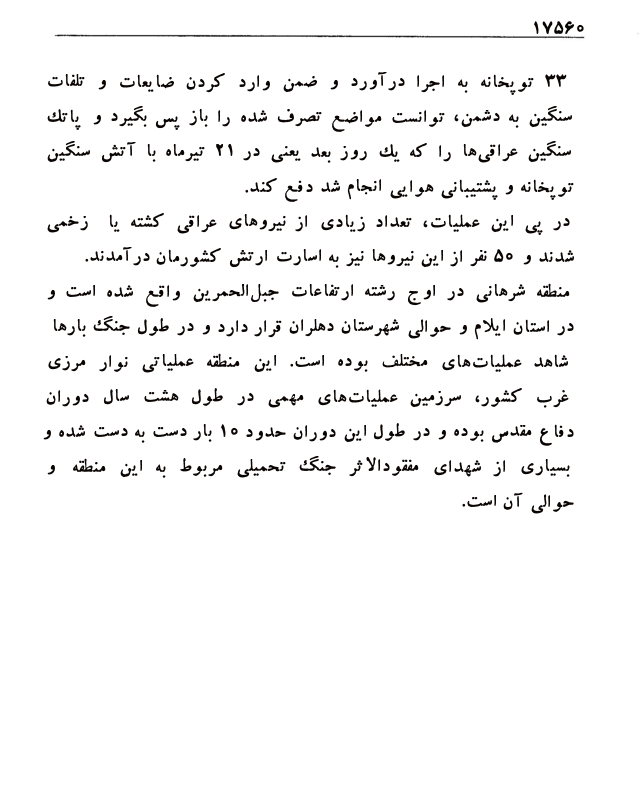 ۱۷۵۶۰
۳۳ توپخانه به اجرا درآورد و ضمن وارد کردن ضایعات و تلفات
سنگین به دشمن، توانست مواضع تصرف شده را باز پس بگیرد و پاتك
سنگین عراقی‌ها را که یك روز بعد یعنی در ۲۱ تیرماه با آتش سنگین
توپخانه و پشتیبانی هوایی انجام شد دفع کند.
در پی این عملیات، تعداد زیادی از نیروهای عراقی کشته یا زخمی
شدند و ۵۰ نفر از این نیروها نیز به اسارت ارتش کشورمان درآمدند.
منطقه شرهانی در اوج رشته ارتفاعات جبل‌الحمرین واقع شده است و
در استان ایلام و حوالی شهرستان دهلران قرار دارد و در طول جنگ بارها
شاهد عملیات‌های مختلف بوده است. این منطقه عملیاتی نوار مرزی
غرب کشور، سرزمین عملیات‌های مهمی در طول هشت سال دوران
دفاع مقدس بوده و در طول این دوران حدود ۱۰ بار دست به دست شده و
بسیاری از شهدای مفقودالاثر جنگ تحمیلی مربوط به این منطقه و
حوالی آن است.